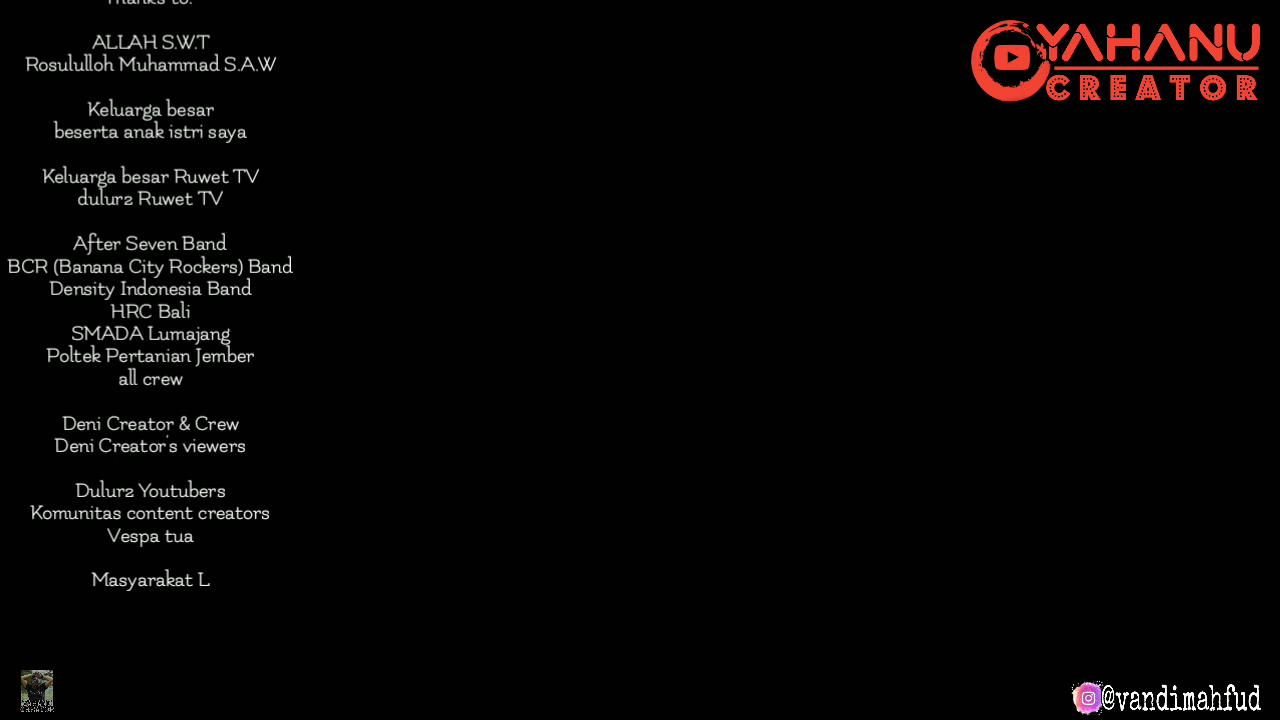 Thanks to:
ALLAH S.W.T
Rosululloh Muhammad S.A.W
Keluarga besar
beserta anak istri saya
Keluarga besar Ruwet TV
dulur2 Ruwet TV
After Seven Band
BCR (Banana City Rockers) Band
Density Indonesia Band
HRC Bali
SMADA Lumajang
Poltek Pertanian Jember
all crew
Deni Creator & Crew
Deni Creator's viewers
Dulur2 Youtubers
Komunitas content creators
Vespa tua
Masyarakat L
YAHANU
CREATOR
@vandimahfud